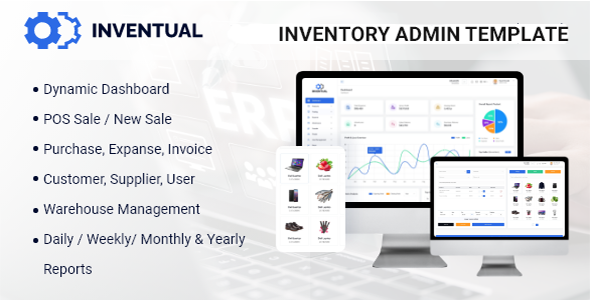 INVENTUAL
INVENTORY ADMIN TEMPLATE
Dynamic Dashboard
POS Sale / New Sale
Purchase, Expanse, Invoice
Customer, Supplier, User
Warehouse Management
Daily / Weekly/ Monthly & Yearly
Reports
INVENTUAL